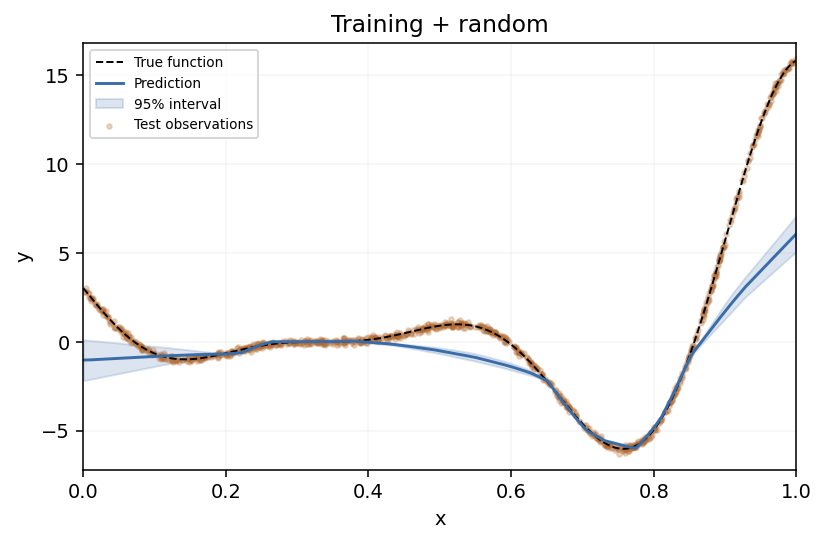 Training + random
True function
Prediction
95% interval
Test observations
15
10
5
0
−5
y
0.0 0.2 0.4 0.6 0.8 1.0
x